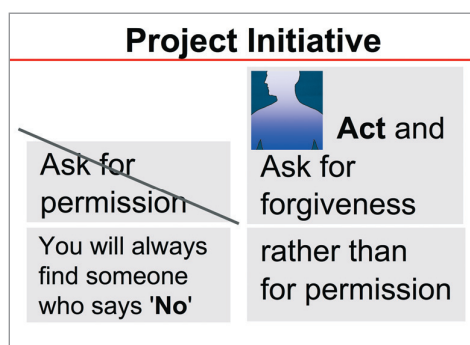 Project Initiative
Ask for
permission
You will always
find someone
who says 'No'
Act and
Ask for
forgiveness
rather than
for permission